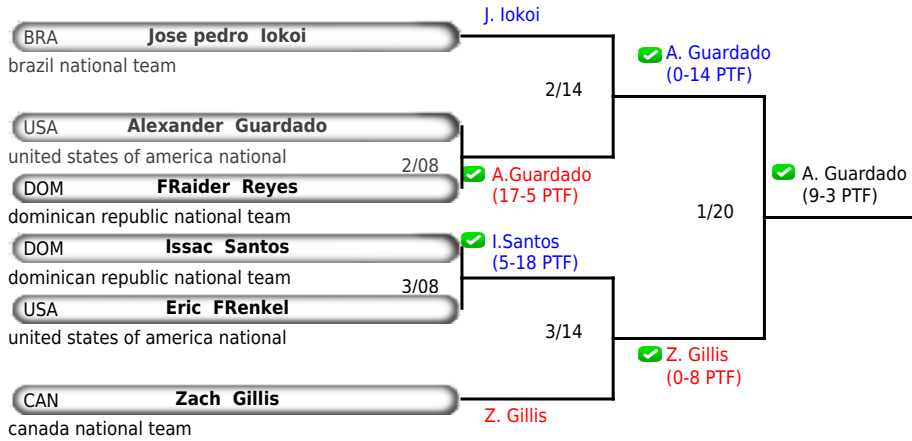 J. Iokoi
BRA Jose pedro Iokoi
brazil national team
A. Guardado
(0-14 PTF)
2/14
USA Alexander Guardado
united states of america national
2/08
A.Guardado
(17-5 PTF)
DOM FRaider Reyes
dominican republic national team
A. Guardado
(9-3 PTF)
1/20
DOM Issac Santos
dominican republic national team
I.Santos
(5-18 PTF)
3/08
USA Eric FRenkel
united states of america national
3/14
Z. Gillis
(0-8 PTF)
CAN Zach Gillis
canada national team
Z. Gillis